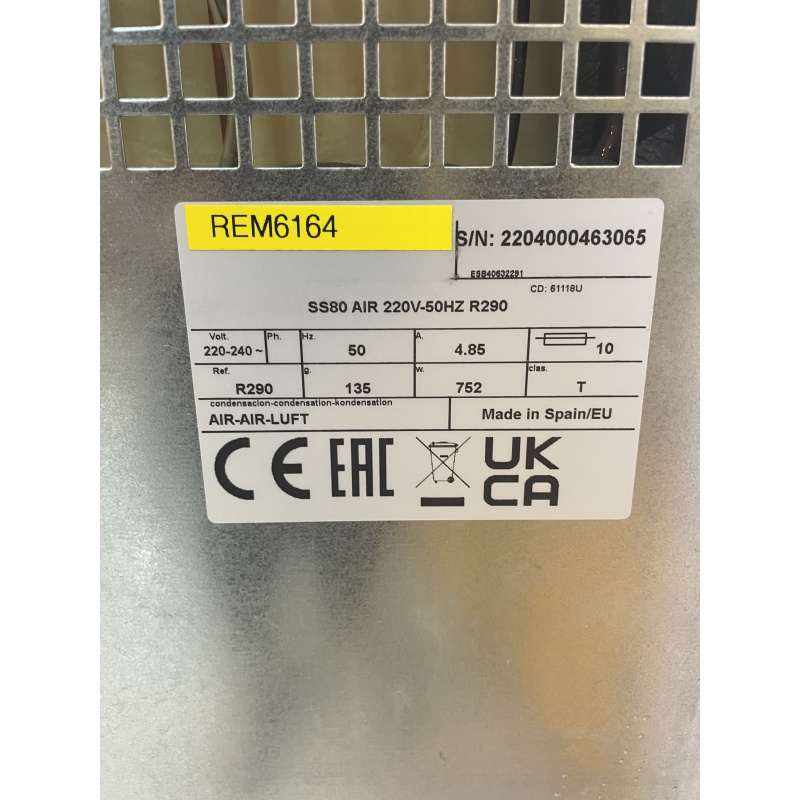 REM6164
S/N: 2204000463065
ESB40632291
CD: 61118U
SS80 AIR 220V-50HZ R290
Volt. Ph. Hz. A.
220-240 ~ 50 4.85 10
Ref. g. w. clas.
R290 135 752 T
condensacion-condensation-kondensation
AIR-AIR-LUFT Made in Spain/EU
CE EAC UK
CA